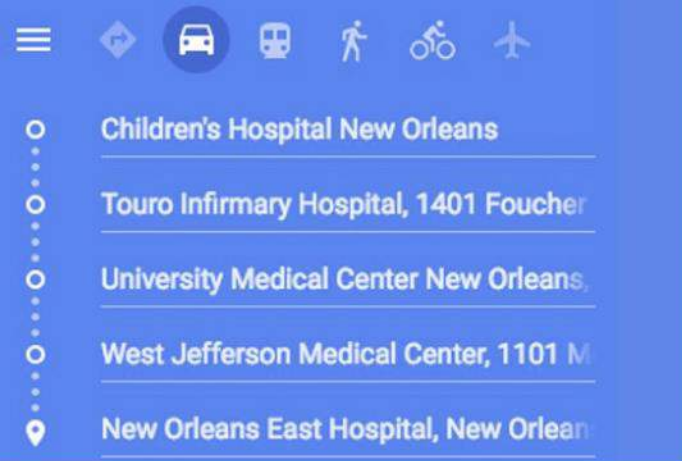 Children's Hospital New Orleans
Touro Infirmary Hospital, 1401 Foucher
University Medical Center New Orleans,
West Jefferson Medical Center, 1101 M
New Orleans East Hospital, New Orlean